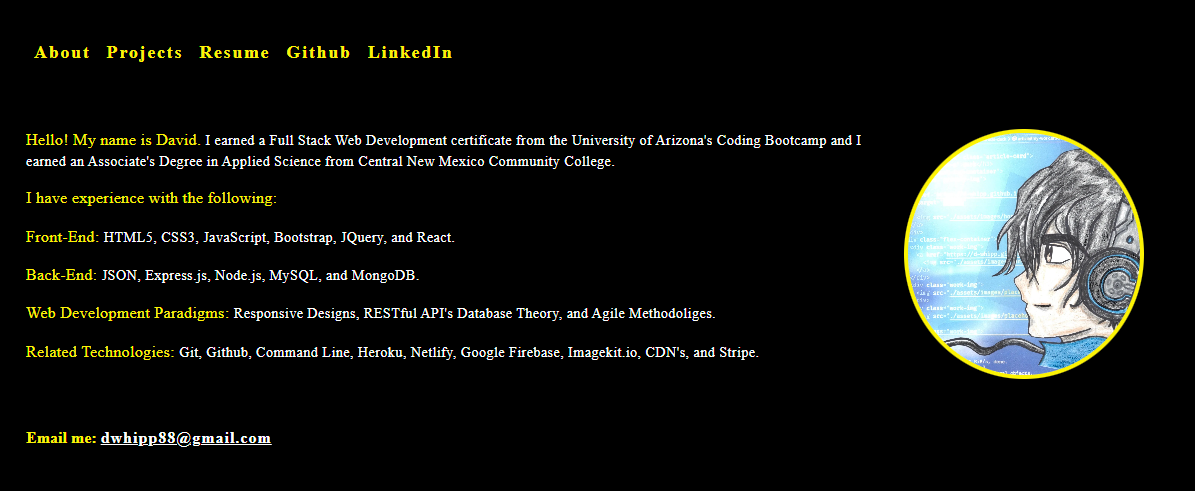 About Projects Resume Github LinkedIn
Hello! My name is David. I earned a Full Stack Web Development certificate from the University of Arizona's Coding Bootcamp and I
earned an Associate's Degree in Applied Science from Central New Mexico Community College.
I have experience with the following:
Front-End: HTML5, CSS3, JavaScript, Bootstrap, JQuery, and React.
Back-End: JSON, Express.js, Node.js, MySQL, and MongoDB.
Web Development Paradigms: Responsive Designs, RESTful API's Database Theory, and Agile Methodoliges.
Related Technologies: Git, Github, Command Line, Heroku, Netlify, Google Firebase, Imagekit.io, CDN's, and Stripe.
Email me: dwhipp88@gmail.com